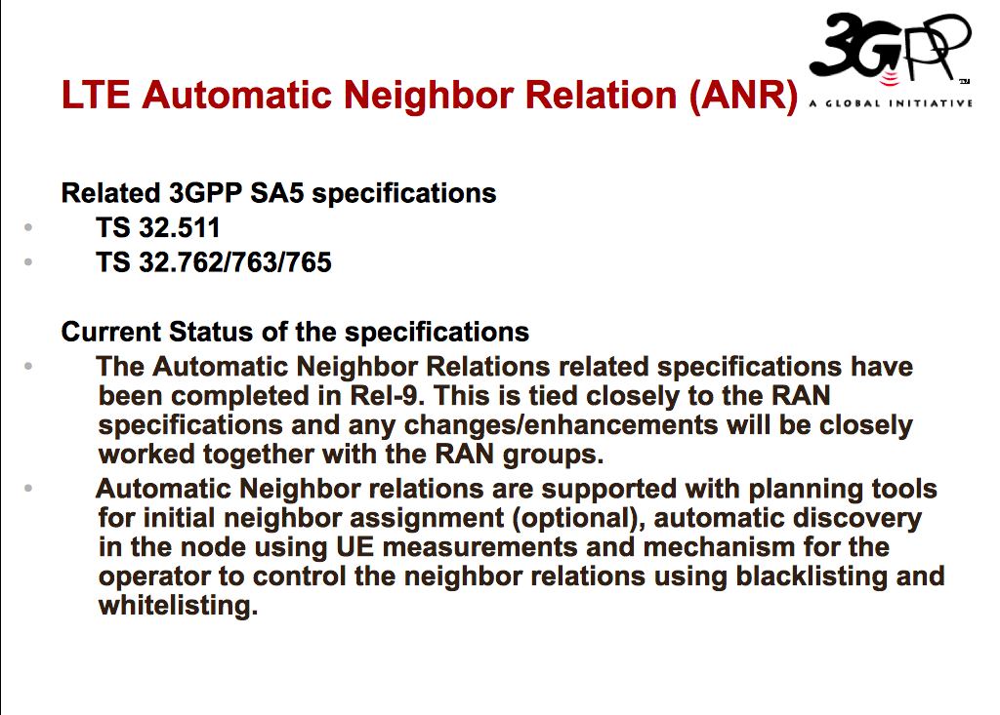 3GPP
TM
A GLOBAL INITIATIVE
LTE Automatic Neighbor Relation (ANR)
Related 3GPP SA5 specifications
• TS 32.511
• TS 32.762/763/765
Current Status of the specifications
• The Automatic Neighbor Relations related specifications have
been completed in Rel-9. This is tied closely to the RAN
specifications and any changes/enhancements will be closely
worked together with the RAN groups.
• Automatic Neighbor relations are supported with planning tools
for initial neighbor assignment (optional), automatic discovery
in the node using UE measurements and mechanism for the
operator to control the neighbor relations using blacklisting and
whitelisting.